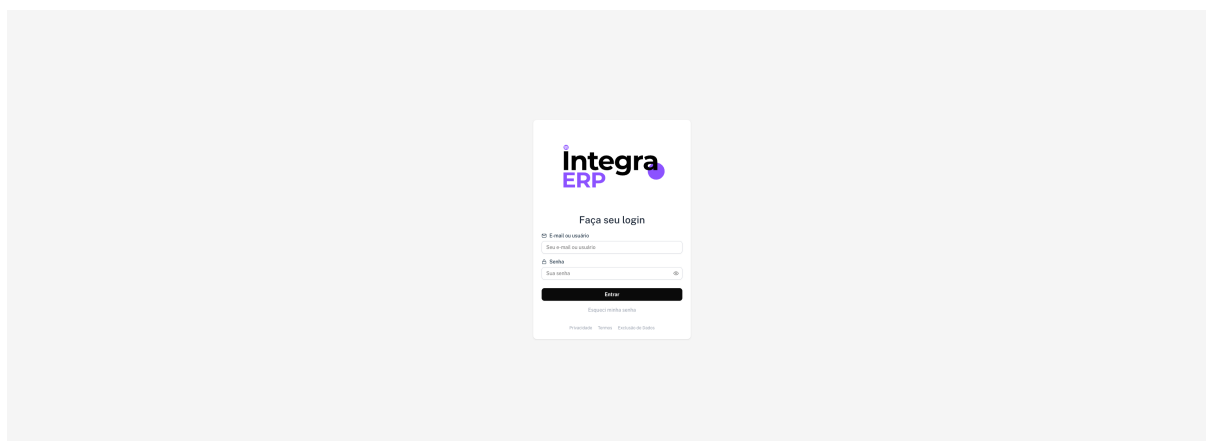 integra
ERP
Faça seu login
E-mail ou usuário
Seu e-mail ou usuário
Senha
Sua senha
Entrar
Esqueci minha senha
Privacidade Termos Exclusão de Dados